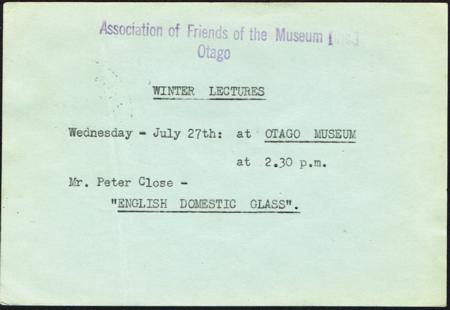 Association of Friends of the Museum
Otago
WINTER LECTURES
Wednesday - July 27th: at OTAGO MUSEUM
at 2.30 p.m.
Mr. Peter Close -
"ENGLISH DOMESTIC GLASS".